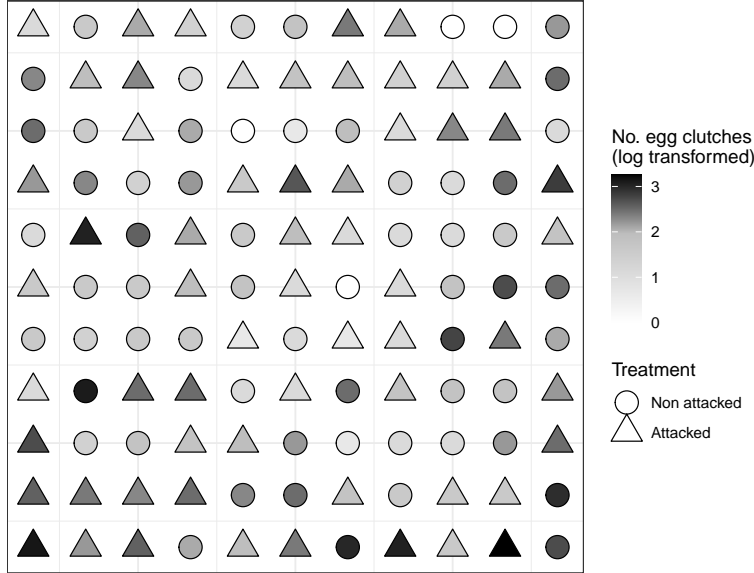 No. egg clutches
(log transformed)
3
2
1
0
Treatment
Non attacked
Attacked